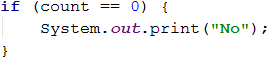 if (count == 0) {
    System.out.print("No");
}